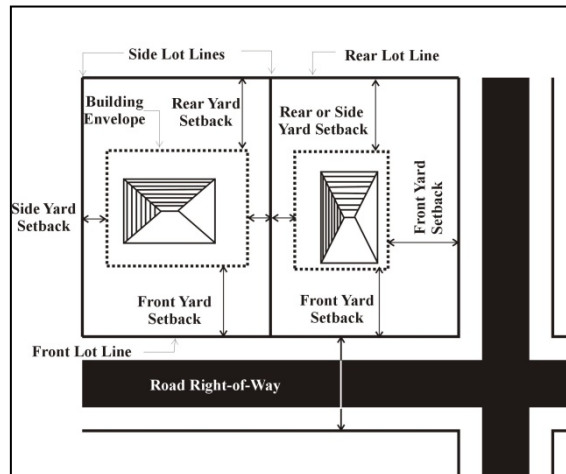 Side Lot Lines
Rear Lot Line
Building
Envelope
Rear Yard
Setback
Rear or Side
Yard Setback
Side Yard
Setback
Front Yard
Setback
Front Yard
Setback
Front Yard
Setback
Front Lot Line
Road Right-of-Way